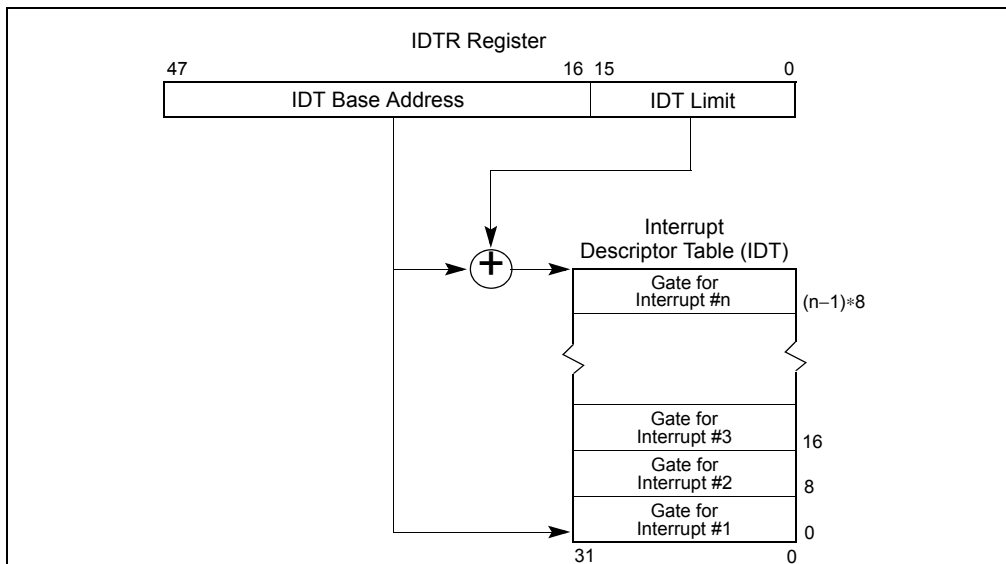 IDTR Register
47 16 15 0
IDT Base Address IDT Limit
+
Interrupt
Descriptor Table (IDT)
Gate for
Interrupt #n
(n−1)∗8
Gate for
Interrupt #3
16
Gate for
Interrupt #2
8
Gate for
Interrupt #1
0
31 0